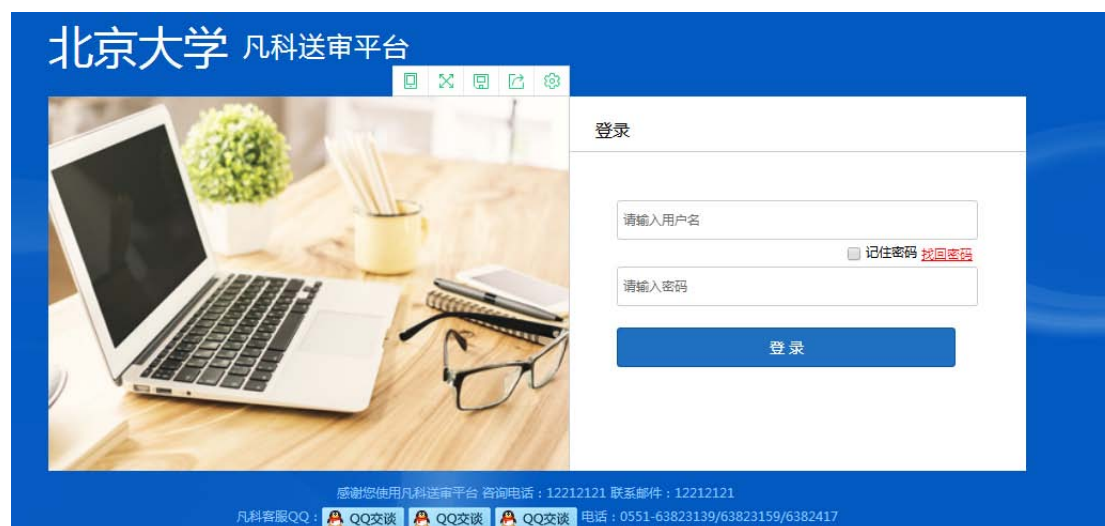 北京大学 凡科送审平台
登录
请输入用户名
记住密码 找回密码
请输入密码
登 录
感谢您使用凡科送审平台 咨询电话：12212121 联系邮件：12212121
凡科客服QQ： QQ交谈 QQ交谈 QQ交谈 电话：0551-63823139/63823159/6382417